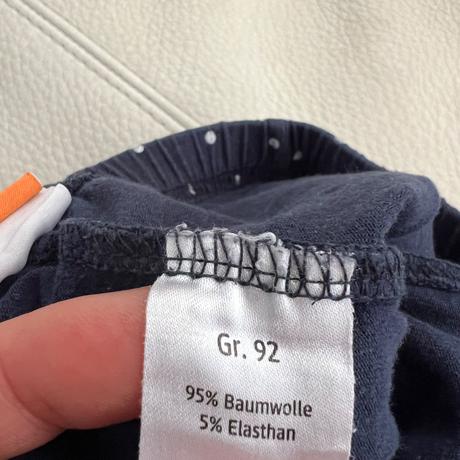 Gr. 92
95% Baumwolle
5% Elasthan